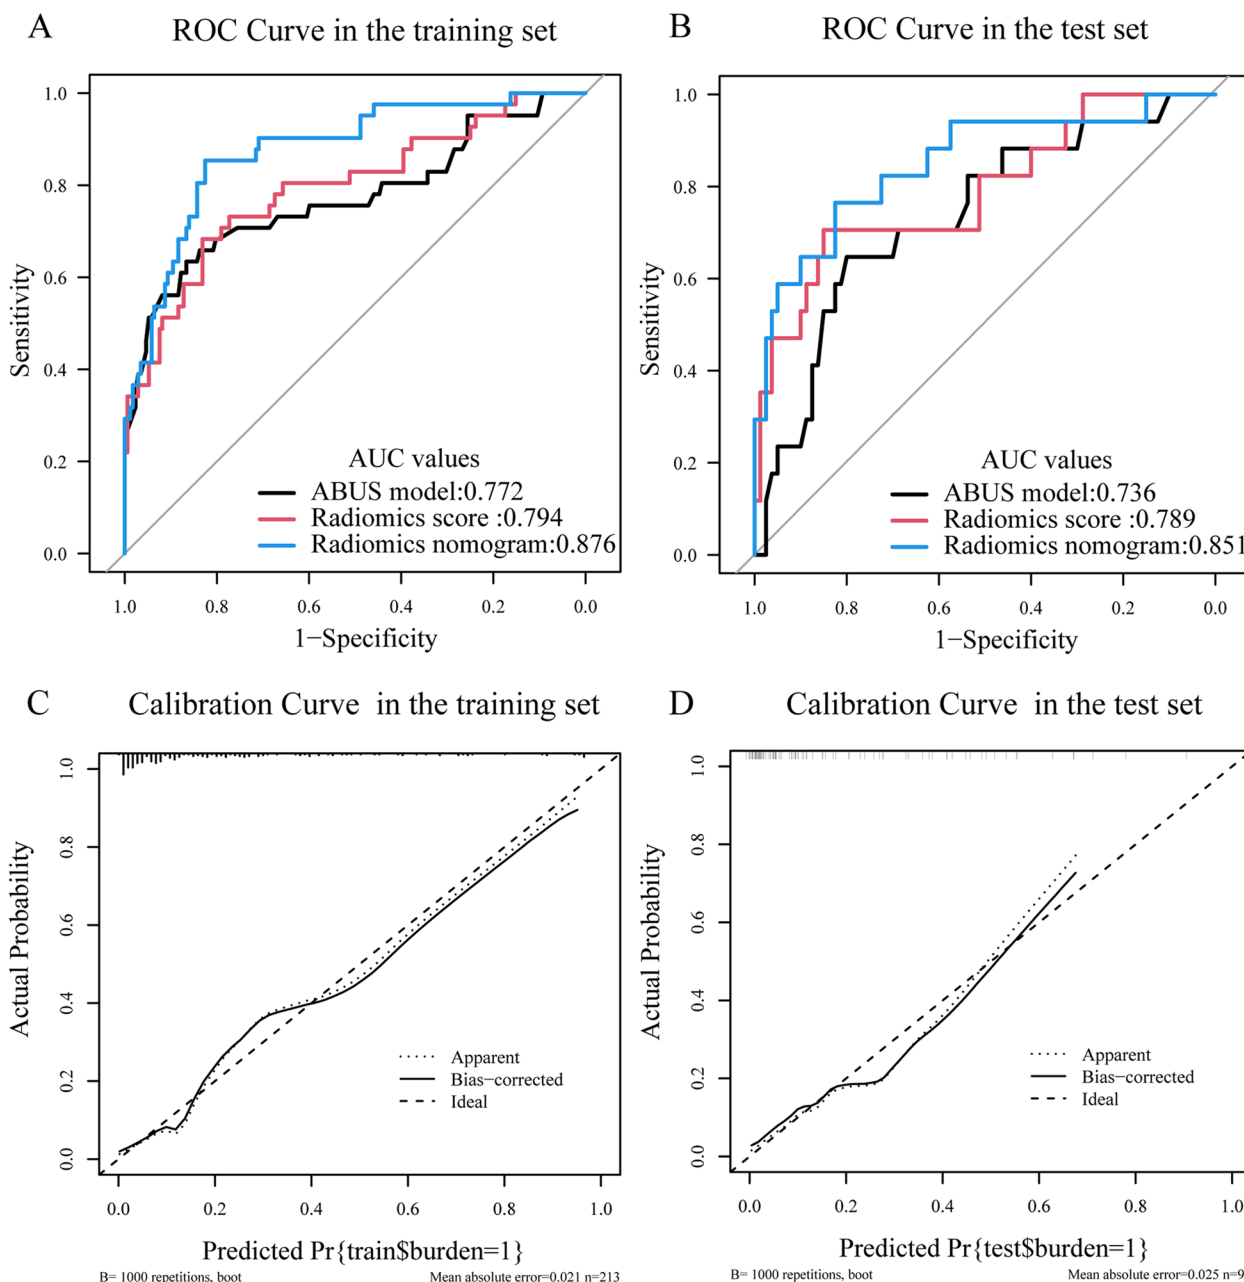 A
ROC Curve in the training set
1.0
0.8
0.6
0.4
0.2
0.0
Sensitivity
AUC values
ABUS model:0.772
Radiomics score :0.794
Radiomics nomogram:0.876
1.0 0.8 0.6 0.4 0.2 0.0
1−Specificity
B
ROC Curve in the test set
1.0
0.8
0.6
0.4
0.2
0.0
Sensitivity
AUC values
ABUS model:0.736
Radiomics score :0.789
Radiomics nomogram:0.851
1.0 0.8 0.6 0.4 0.2 0.0
1−Specificity
C
Calibration Curve in the training set
1.0
0.8
0.6
0.4
0.2
0.0
Actual Probability
Apparent
Bias−corrected
Ideal
0.0 0.2 0.4 0.6 0.8 1.0
Predicted Pr{train$burden=1}
B= 1000 repetitions, boot
Mean absolute error=0.021 n=213
D
Calibration Curve in the test set
1.0
0.8
0.6
0.4
0.2
0.0
Actual Probability
Apparent
Bias−corrected
Ideal
0.0 0.2 0.4 0.6 0.8 1.0
Predicted Pr{test$burden=1}
B= 1000 repetitions, boot
Mean absolute error=0.025 n=9